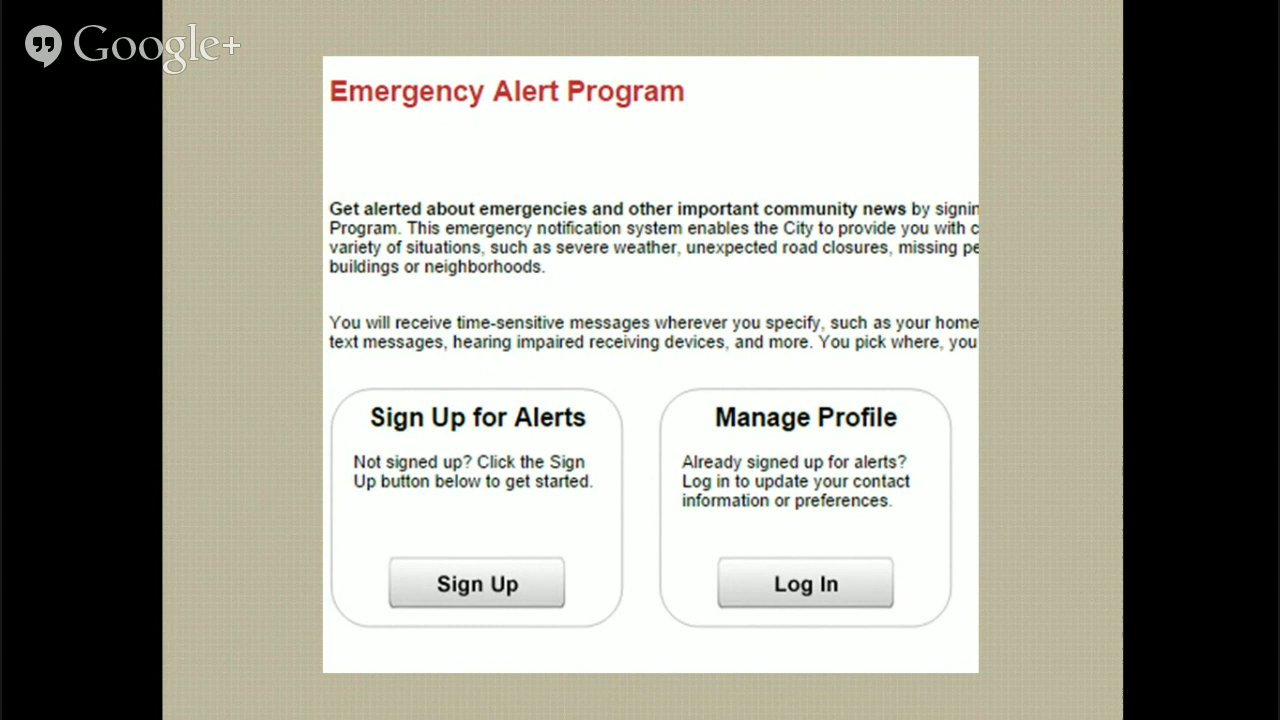 Google+
Emergency Alert Program
Get alerted about emergencies and other important community news by signin
Program. This emergency notification system enables the City to provide you with c
variety of situations, such as severe weather, unexpected road closures, missing pe
buildings or neighborhoods.
You will receive time-sensitive messages wherever you specify, such as your home
text messages, hearing impaired receiving devices, and more. You pick where, you
Sign Up for Alerts
Not signed up? Click the Sign
Up button below to get started.
Sign Up
Manage Profile
Already signed up for alerts?
Log in to update your contact
information or preferences.
Log In